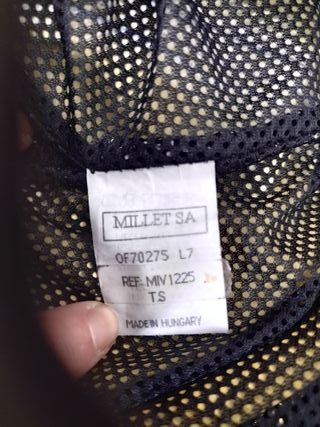 MILLET SA
OF70275 L7
REF. MIV1225
TS
MADE IN HUNGARY